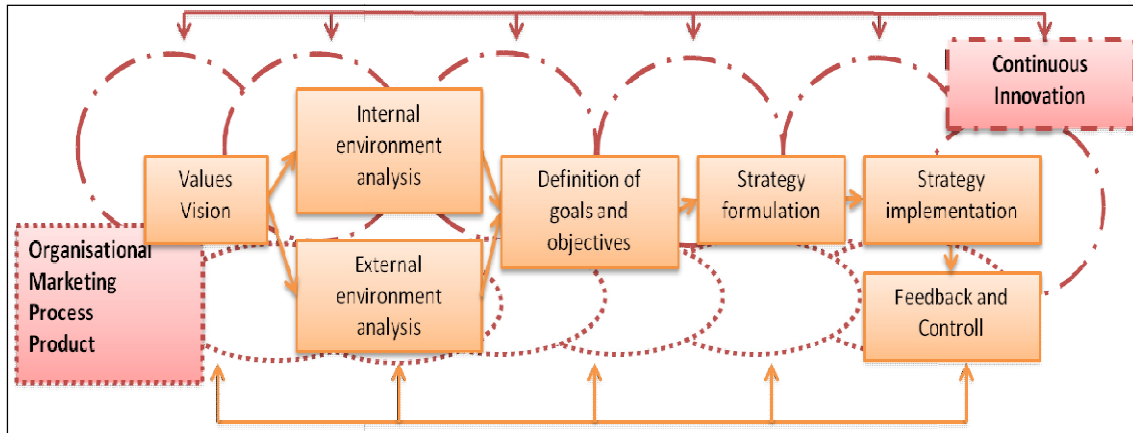 Continuous
Innovation
Internal
environment
analysis
Values
Vision
Definition of
goals and
objectives
Strategy
formulation
Strategy
implementation
Organisational
Marketing
Process
Product
External
environment
analysis
Feedback and
Controll